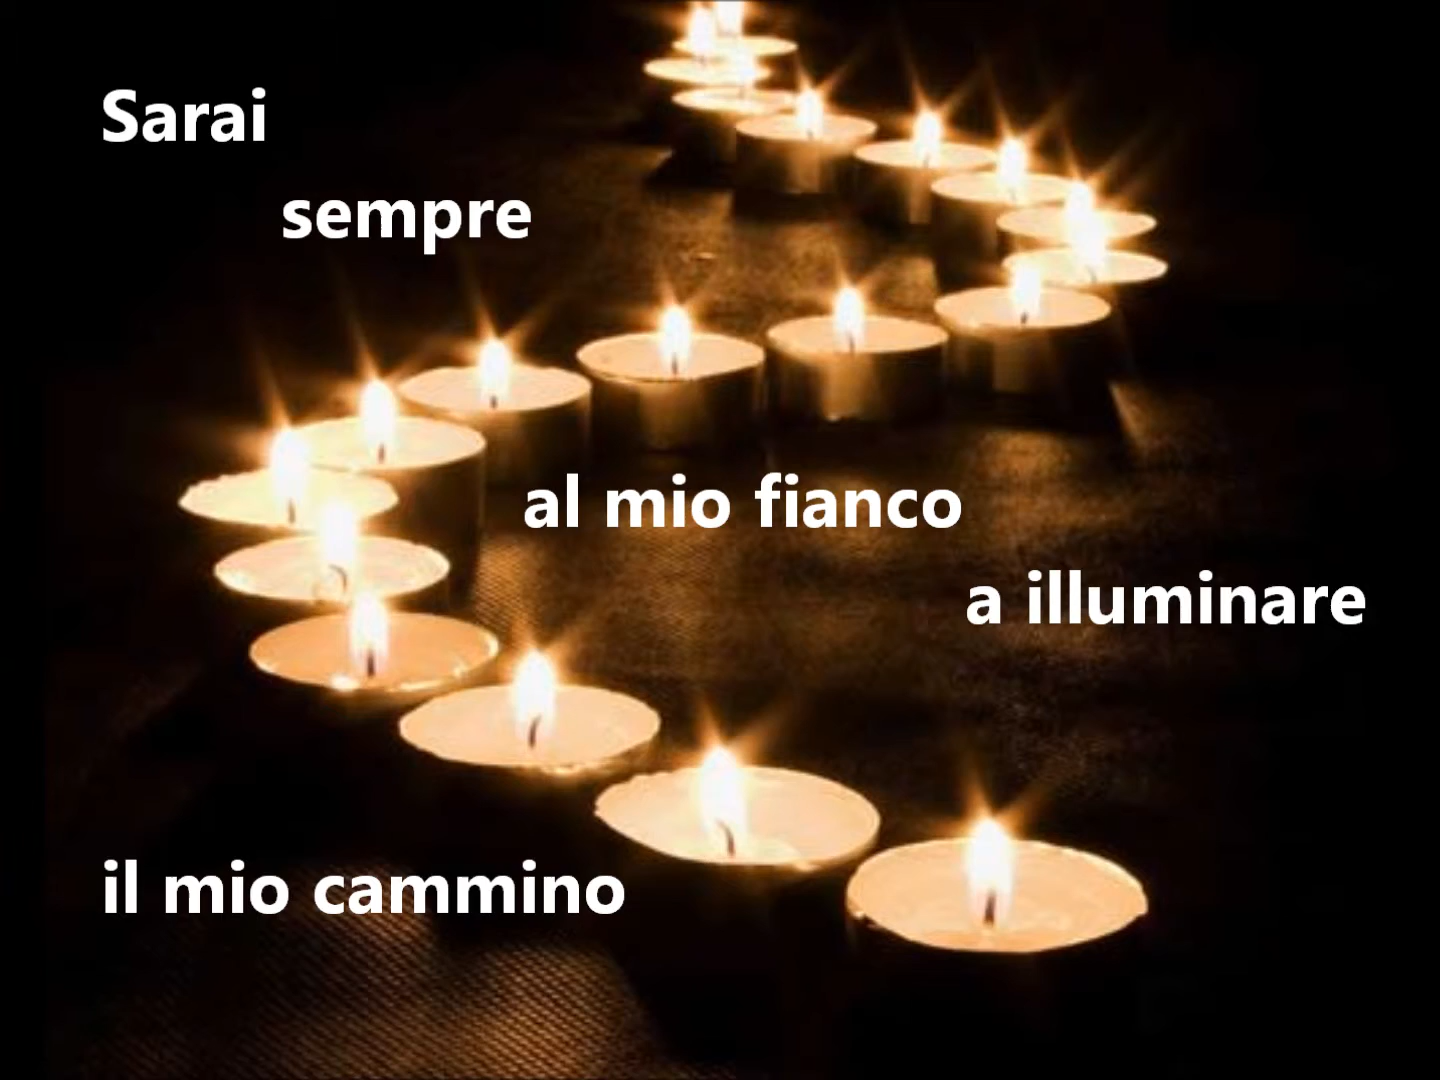 Sarai
sempre
al mio fianco
a illuminare
il mio cammino